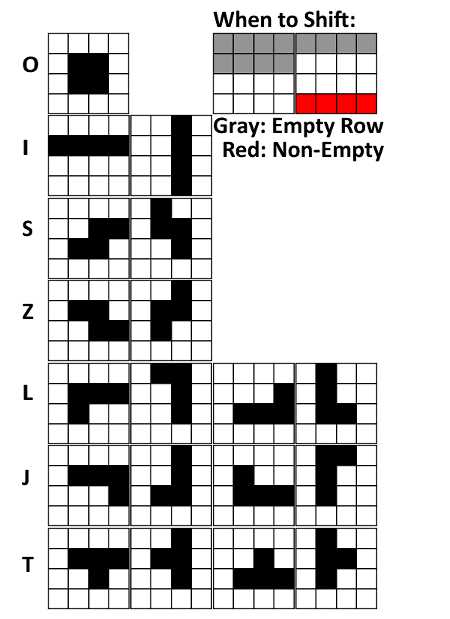 When to Shift:
O
Gray: Empty Row
Red: Non-Empty
I
S
Z
L
J
T